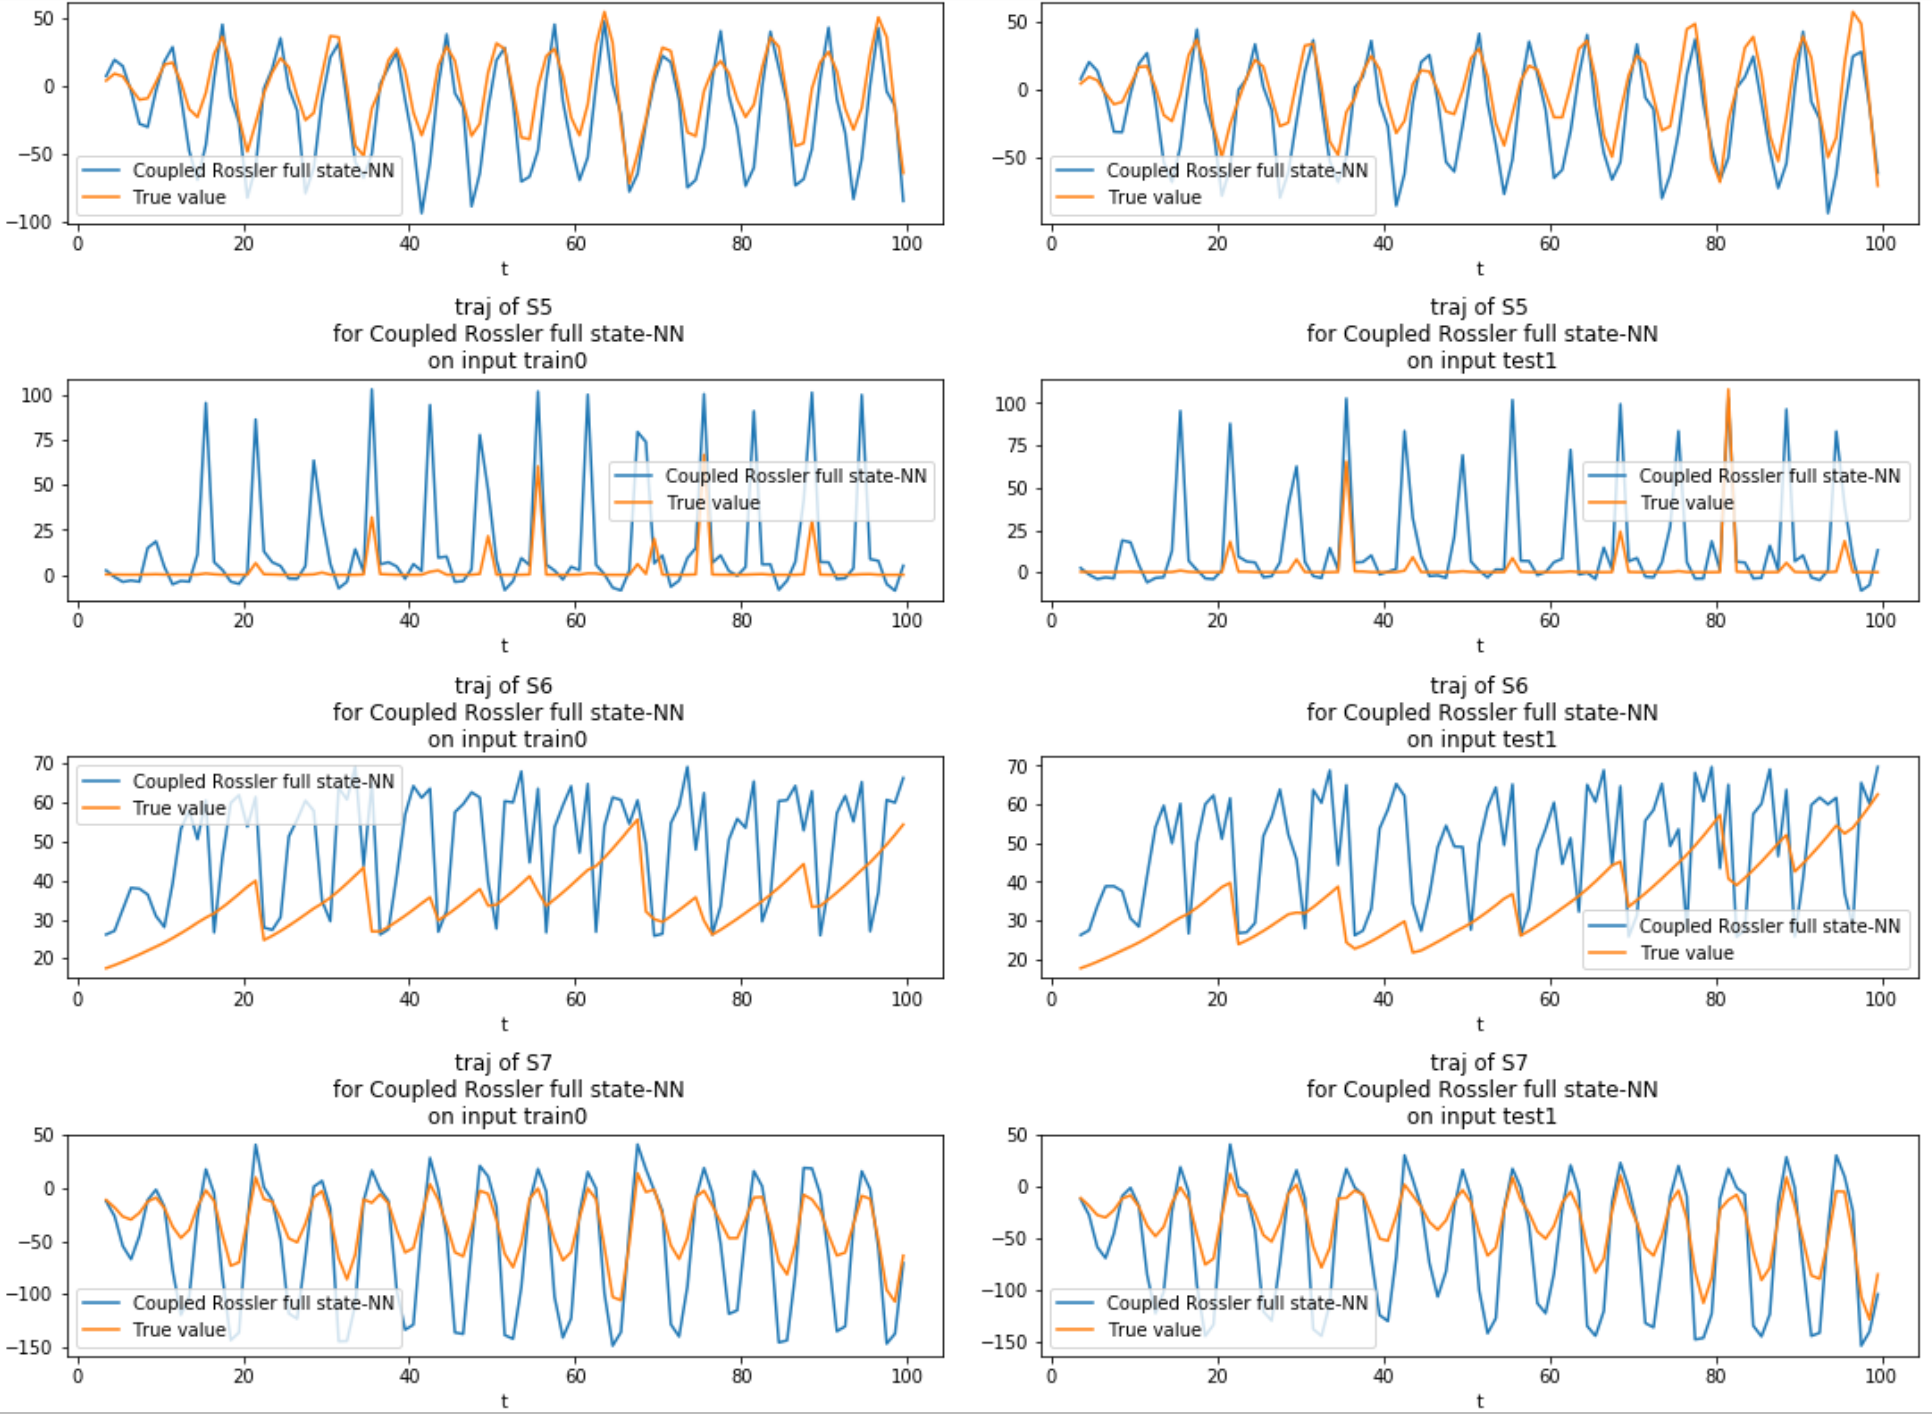 50
0
−50
−100
Coupled Rossler full state-NN
True value
0 20 40 60 80 100
t
50
0
−50
Coupled Rossler full state-NN
True value
0 20 40 60 80 100
t
traj of S5
for Coupled Rossler full state-NN
on input train0
100
75
50
25
0
Coupled Rossler full state-NN
True value
0 20 40 60 80 100
t
traj of S5
for Coupled Rossler full state-NN
on input test1
100
75
50
25
0
Coupled Rossler full state-NN
True value
0 20 40 60 80 100
t
traj of S6
for Coupled Rossler full state-NN
on input train0
70
60
50
40
30
20
Coupled Rossler full state-NN
True value
0 20 40 60 80 100
t
traj of S6
for Coupled Rossler full state-NN
on input test1
70
60
50
40
30
20
Coupled Rossler full state-NN
True value
0 20 40 60 80 100
t
traj of S7
for Coupled Rossler full state-NN
on input train0
50
0
−50
−100
−150
Coupled Rossler full state-NN
True value
0 20 40 60 80 100
t
traj of S7
for Coupled Rossler full state-NN
on input test1
50
0
−50
−100
−150
Coupled Rossler full state-NN
True value
0 20 40 60 80 100
t